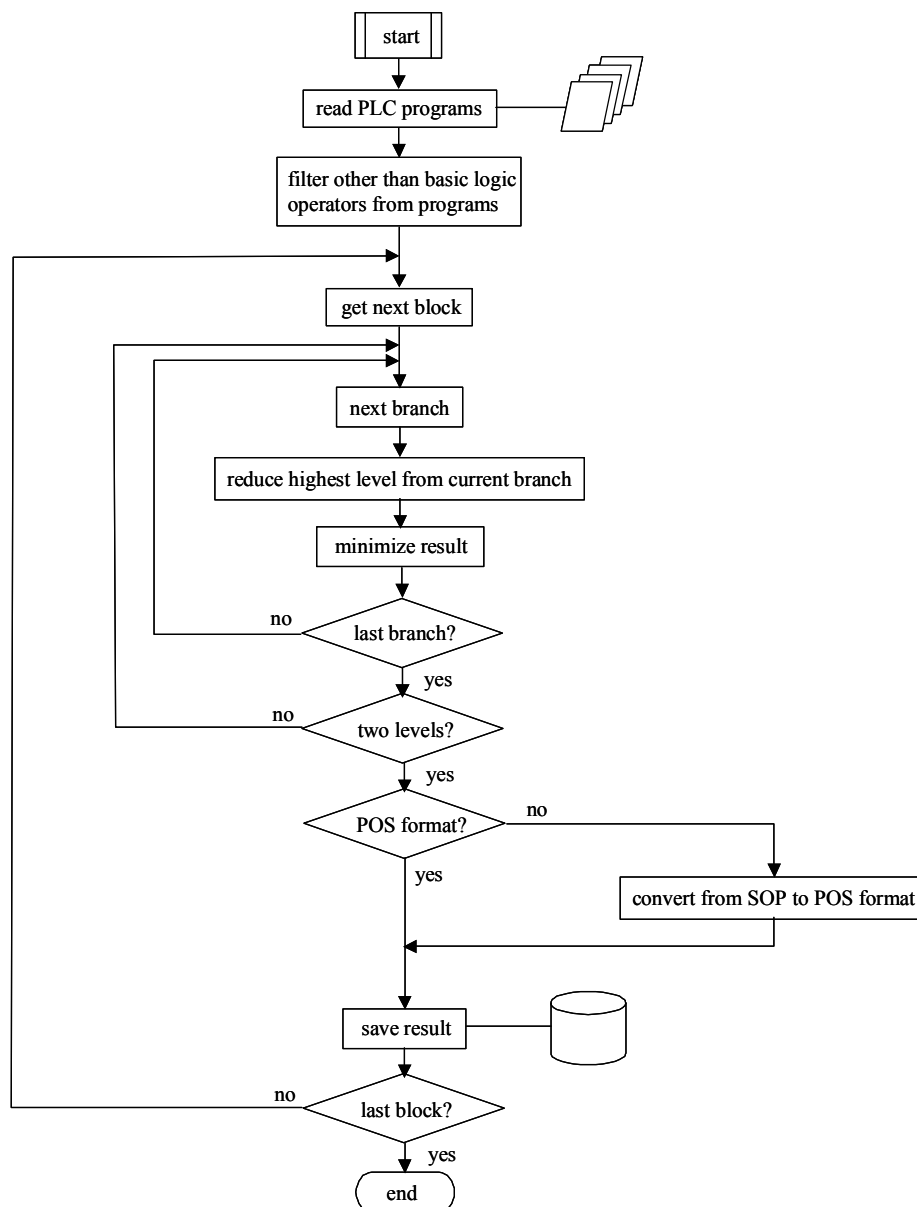 start
read PLC programs
filter other than basic logic
operators from programs
get next block
next branch
reduce highest level from current branch
minimize result
no
last branch?
yes
no
two levels?
yes
POS format?
no
yes
convert from SOP to POS format
save result
no
last block?
yes
end